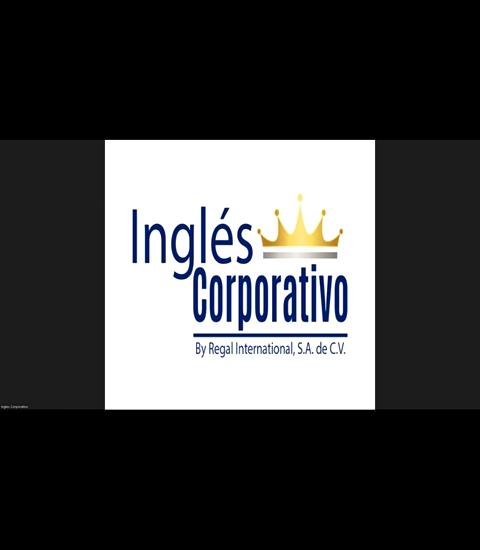 Inglés
Corporativo
By Regal International, S.A. de C.V.
Inglés Corporativo